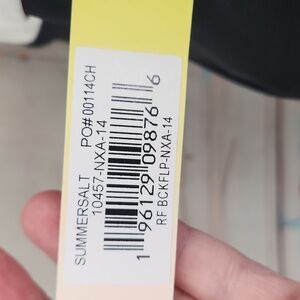 SUMMERSALT PO#00114CH
10457-NXA-14
1 96129 09876 6
RF BCKFLP-NXA-14